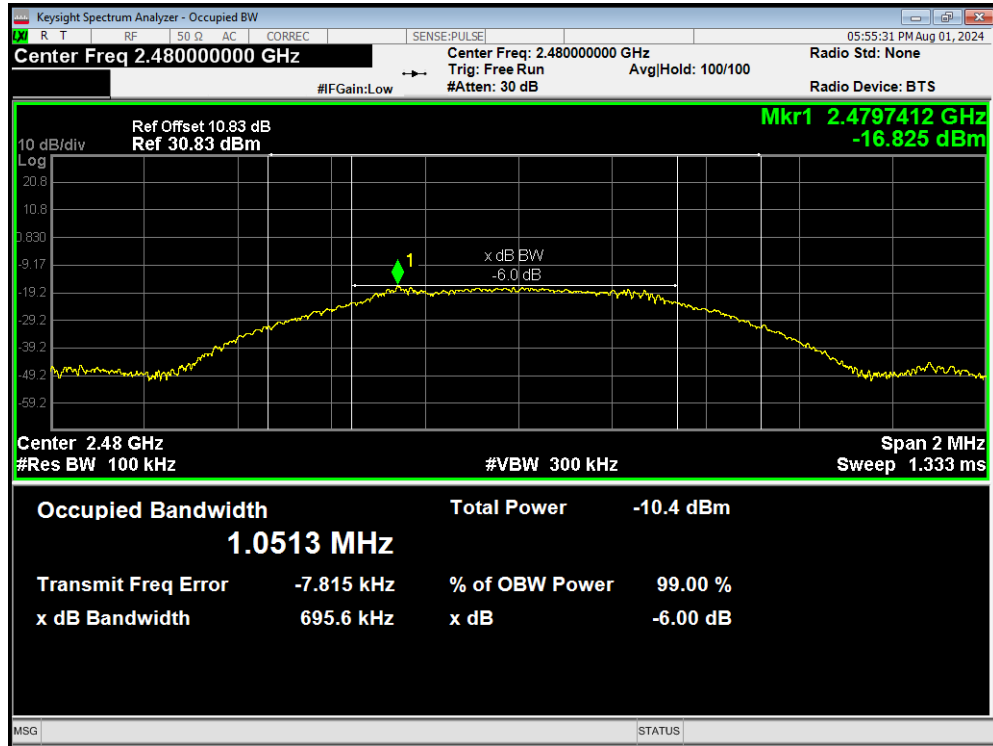 Keysight Spectrum Analyzer - Occupied BW
LXI R T RF 50 Ω AC CORREC SENSE:PULSE 05:55:31 PM Aug 01, 2024
Center Freq 2.480000000 GHz
Center Freq: 2.480000000 GHz
Radio Std: None
Trig: Free Run Avg|Hold: 100/100
#IFGain:Low
#Atten: 30 dB
Radio Device: BTS
Mkr1 2.4797412 GHz
-16.825 dBm
Ref Offset 10.83 dB
10 dB/div Ref 30.83 dBm
Log
20.8
10.8
0.830
-9.17
-19.2
-29.2
-39.2
-49.2
-59.2
1
x dB BW
-6.0 dB
Center 2.48 GHz
Span 2 MHz
#Res BW 100 kHz
#VBW 300 kHz
Sweep 1.333 ms
Occupied Bandwidth
1.0513 MHz
Total Power -10.4 dBm
Transmit Freq Error -7.815 kHz
% of OBW Power 99.00 %
x dB Bandwidth 695.6 kHz
x dB -6.00 dB
MSG
STATUS